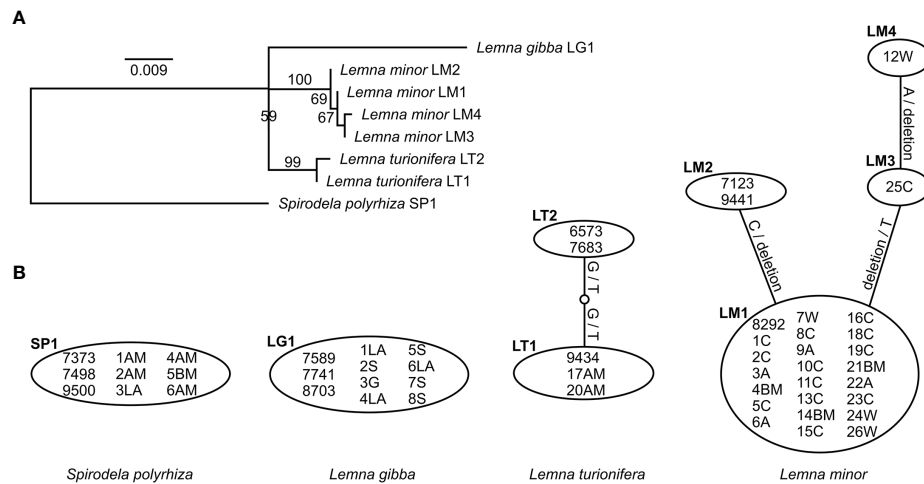 A
0.009
Lemna gibba LG1
100
Lemna minor LM2
69
Lemna minor LM1
67
Lemna minor LM4
Lemna minor LM3
59
99
Lemna turionifera LT2
Lemna turionifera LT1
Spirodela polyrhiza SP1
B
SP1
7373 1AM 4AM
7498 2AM 5BM
9500 3LA 6AM
Spirodela polyrhiza
LG1
7589
7741
8703
1LA
2S
3G
4LA
5S
6LA
7S
8S
Lemna gibba
LT2
6573
7683
G / T
G / T
LT1
9434
17AM
20AM
Lemna turionifera
LM4
12W
A / deletion
LM3
25C
deletion / T
LM2
7123
9441
C / deletion
LM1
8292
1C
2C
3A
4BM
5C
6A
7W
8C
9A
10C
11C
13C
14BM
15C
16C
18C
19C
21BM
22A
23C
24W
26W
Lemna minor